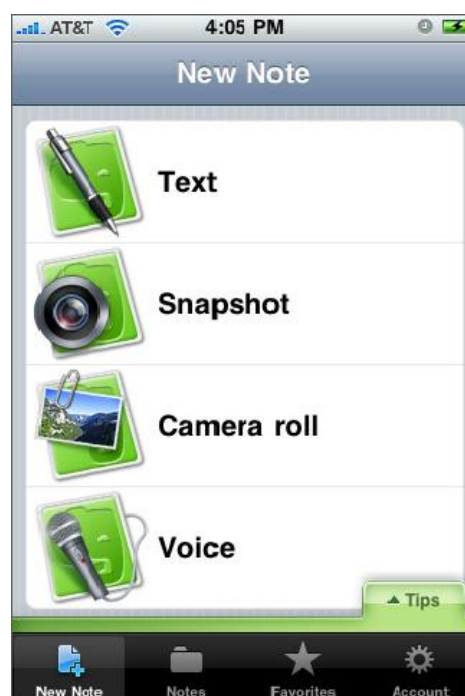 AT&T 4:05 PM
New Note
Text
Snapshot
Camera roll
Voice
Tips
New Note Notes Favorites Account